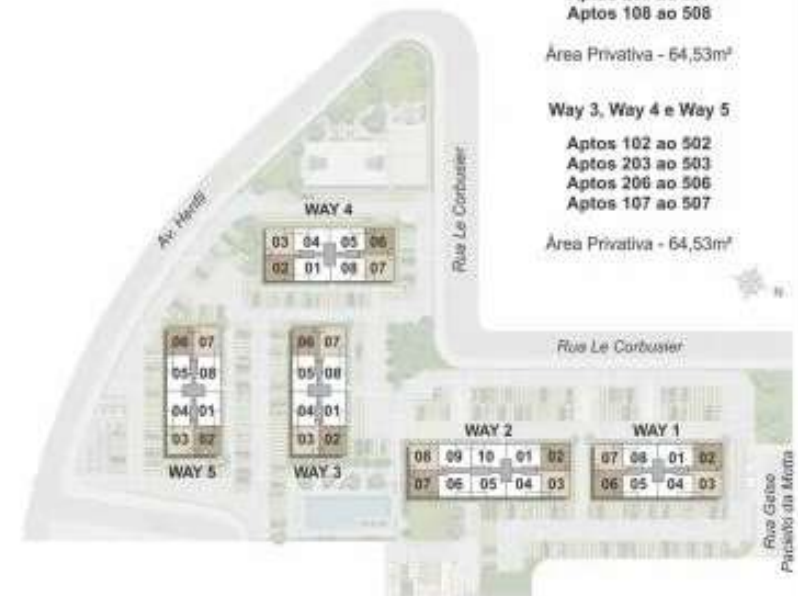 Aptos 108 ao 508
Área Privativa - 64,53m²
Way 3, Way 4 e Way 5
Aptos 102 ao 502
Aptos 203 ao 503
Aptos 206 ao 506
Aptos 107 ao 507
Área Privativa - 64,53m²
N
Av. Herdil
Rua Le Corbusier
WAY 4
03 04 05 06
02 01 08 07
Rua Le Corbusier
06 07
05 08
04 01
03 02
WAY 5
06 07
05 08
04 01
03 02
WAY 3
WAY 2
08 09 10 01 02
07 06 05 04 03
WAY 1
07 08 01 02
06 05 04 03
Rua Geiso
da Motta